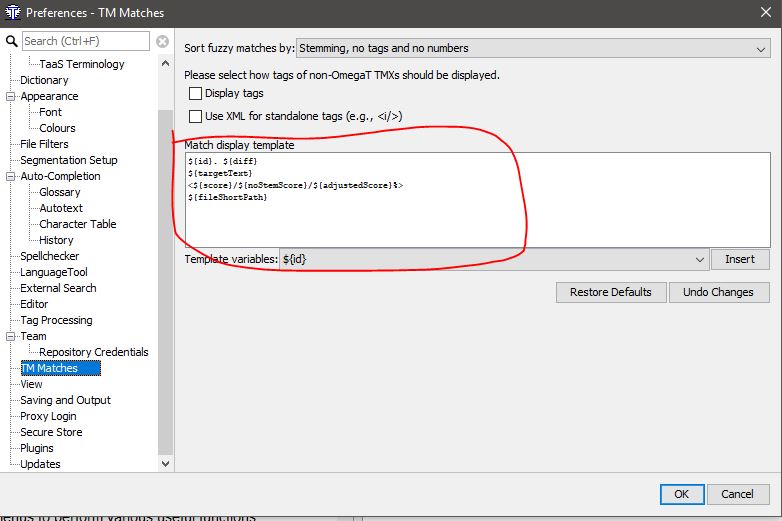 Preferences - TM Matches
Search (Ctrl+F)
TaaS Terminology
Dictionary
Appearance
Font
Colours
File Filters
Segmentation Setup
Auto-Completion
Glossary
Autotext
Character Table
History
Spellchecker
LanguageTool
External Search
Editor
Tag Processing
Team
Repository Credentials
TM Matches
View
Saving and Output
Proxy Login
Secure Store
Plugins
Updates
Sort fuzzy matches by: Stemming, no tags and no numbers
Please select how tags of non-OmegaT TMXs should be displayed.
Display tags
Use XML for standalone tags (e.g., <i/>)
Match display template
${id}. ${diff}
${targetText}
<${score}/${noStemScore}/${adjustedScore}%>
${fileShortPath}
Template variables: ${id}
Insert
Restore Defaults Undo Changes
OK Cancel
to perform various useful functions